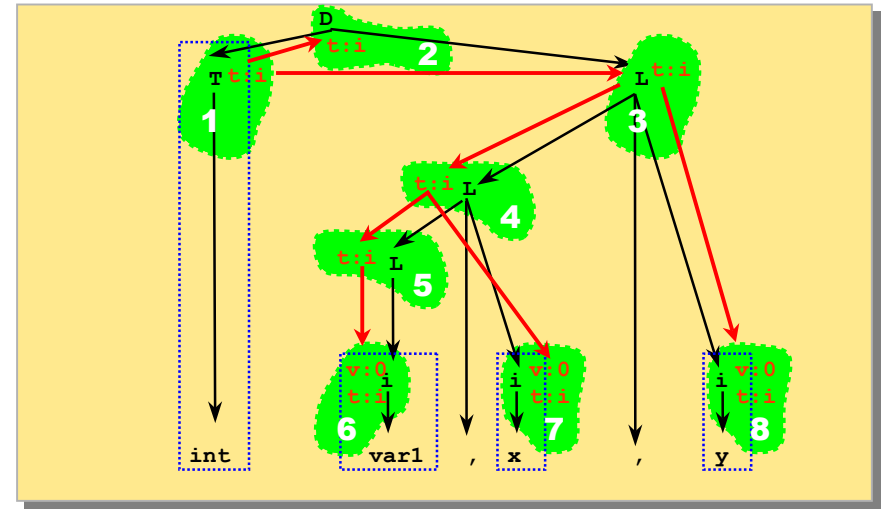 D
t:i
2
T t:i
L t:i
1
3
t:i L
4
t:i L
5
v:0 i
t:i
6
i v:0
t:i
7
i v:0
t:i
8
int var1 , x , y